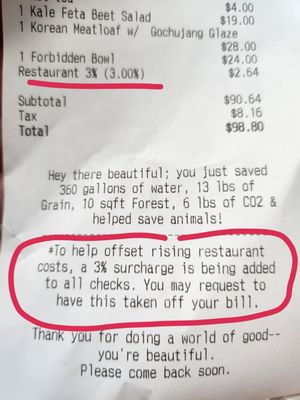 $4.00
1 Kale Feta Beet Salad
$19.00
1 Korean Meatloaf w/ Gochujang Glaze
$28.00
1 Forbidden Bowl
$24.00
Restaurant 3% (3.00%)
$2.64
Subtotal $90.64
Tax $8.16
Total $98.80
Hey there beautiful; you just saved
360 gallons of water, 13 lbs of
Grain, 10 sqft Forest, 6 lbs of CO2 &
helped save animals!
*To help offset rising restaurant
costs, a 3% surcharge is being added
to all checks. You may request to
have this taken off your bill.
Thank you for doing a world of good--
you're beautiful.
Please come back soon.